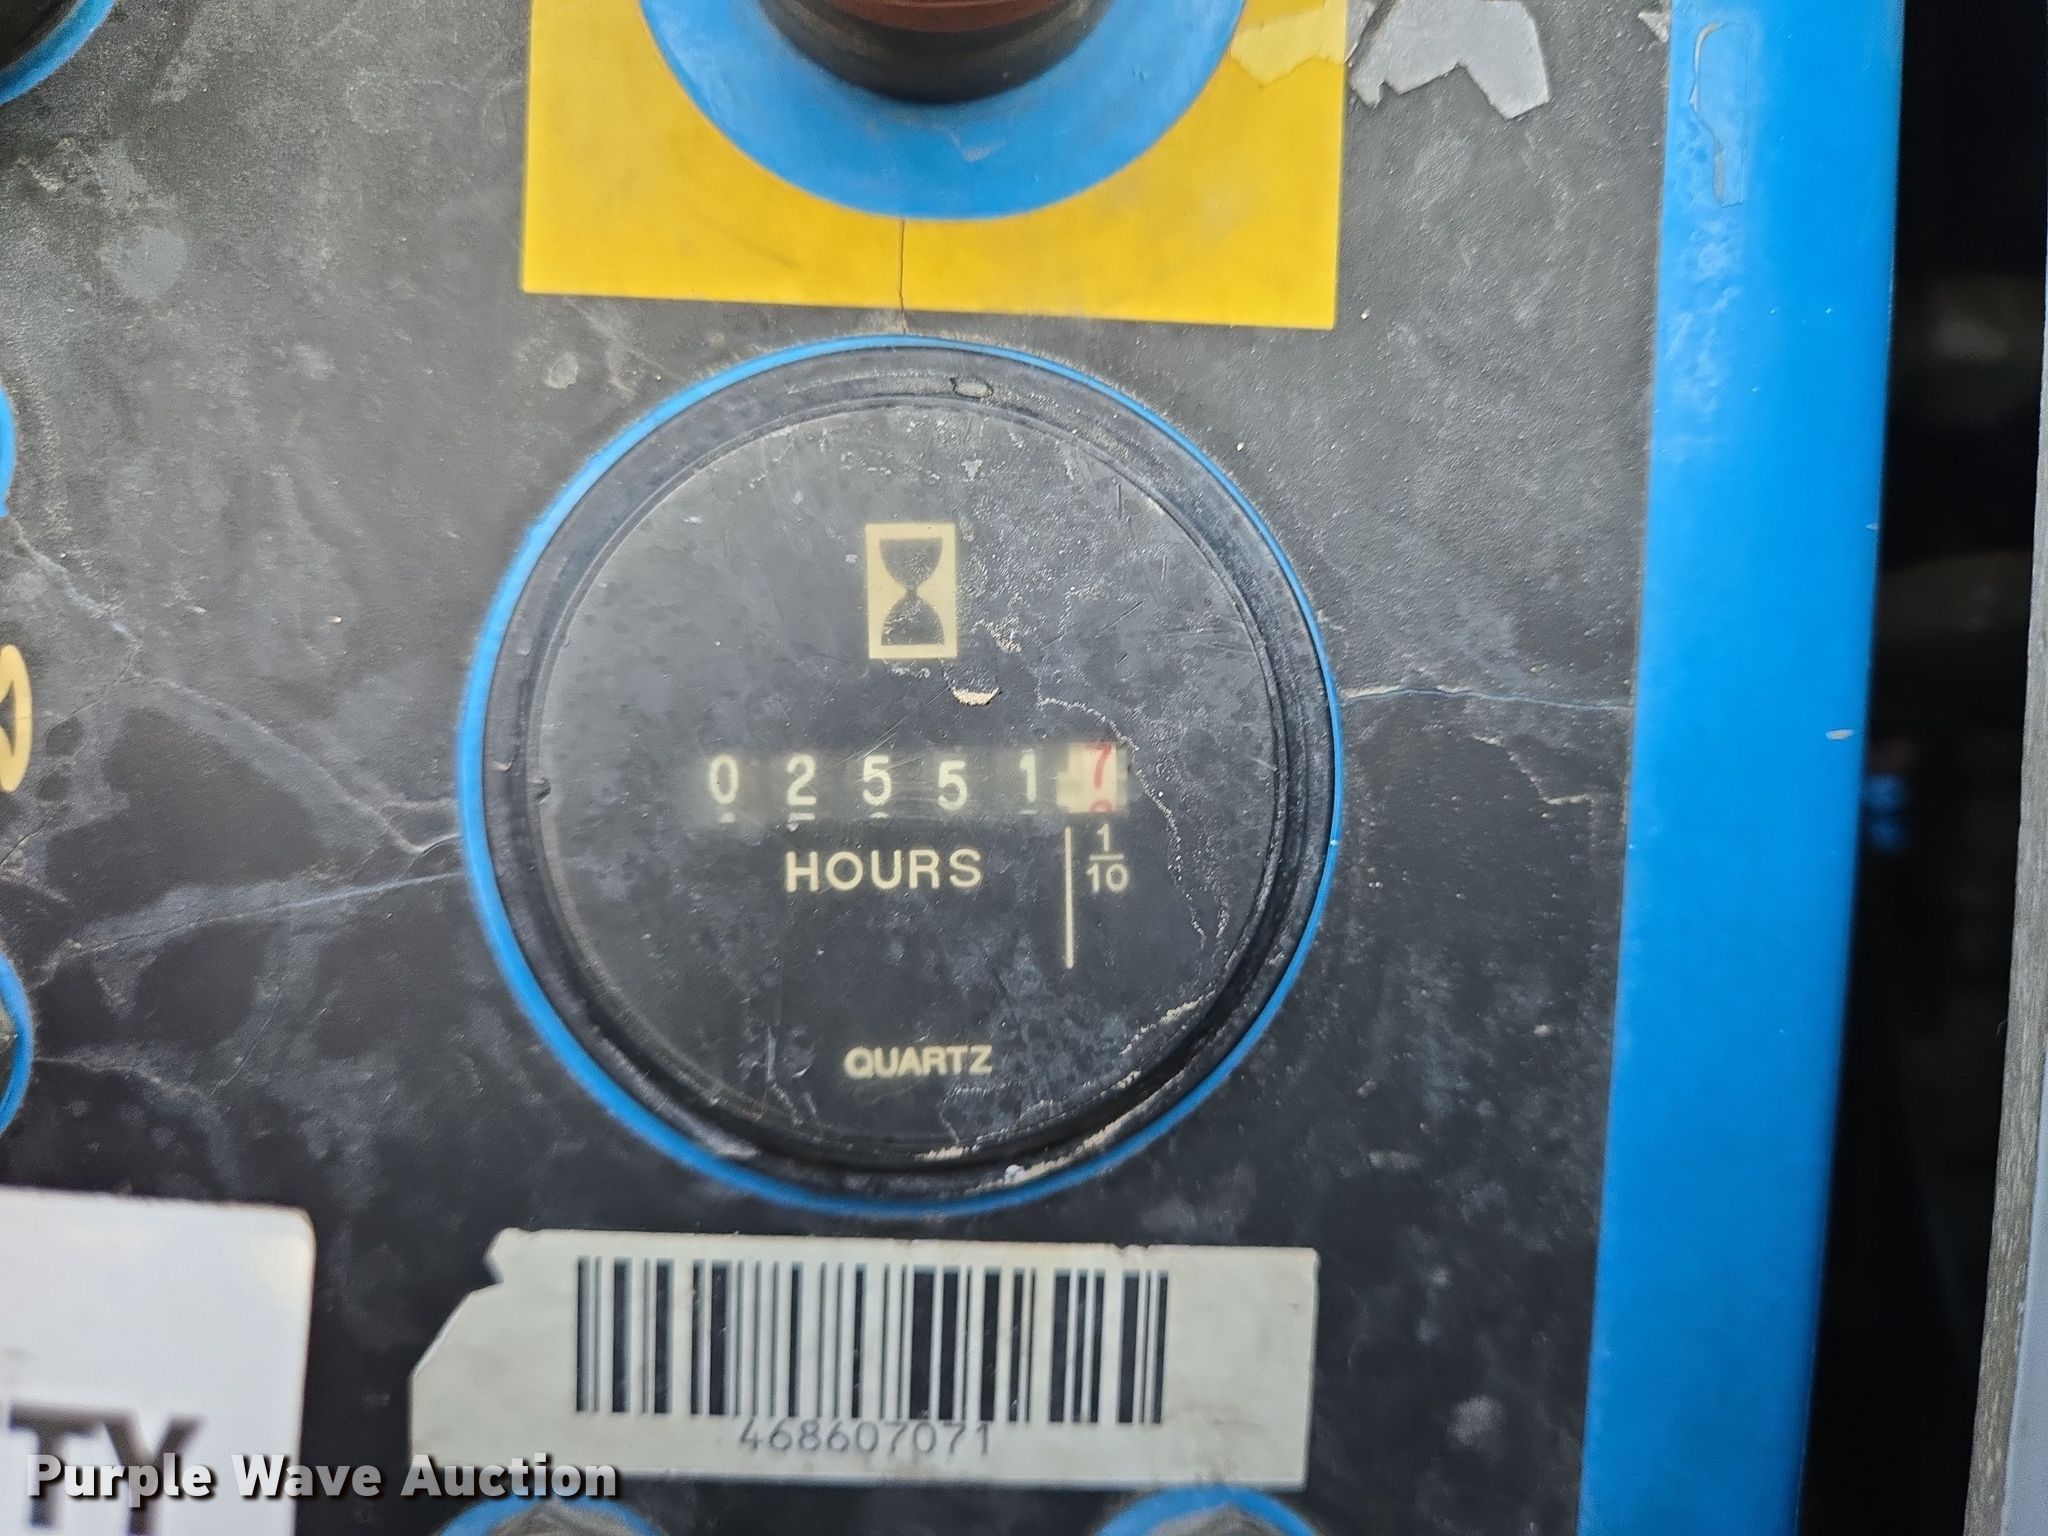 0 2 5 5 1 7
HOURS
1/10
QUARTZ
468607071
TY
Purple Wave Auction